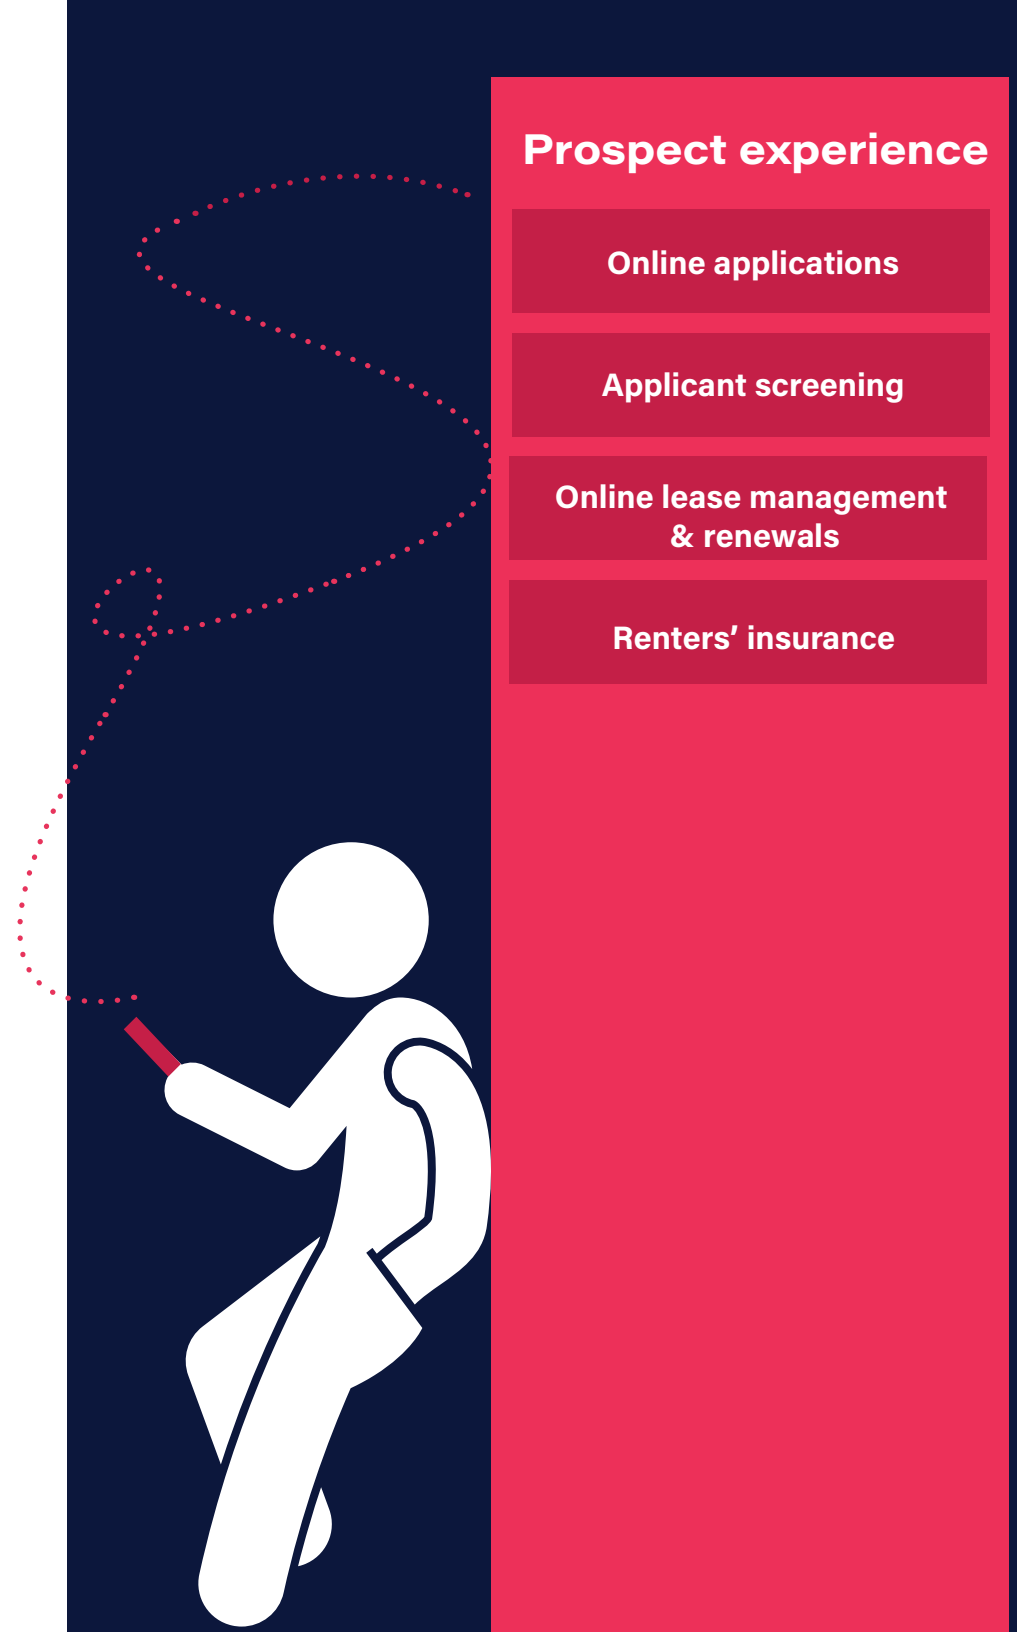 Prospect experience
Online applications
Applicant screening
Online lease management
& renewals
Renters’ insurance